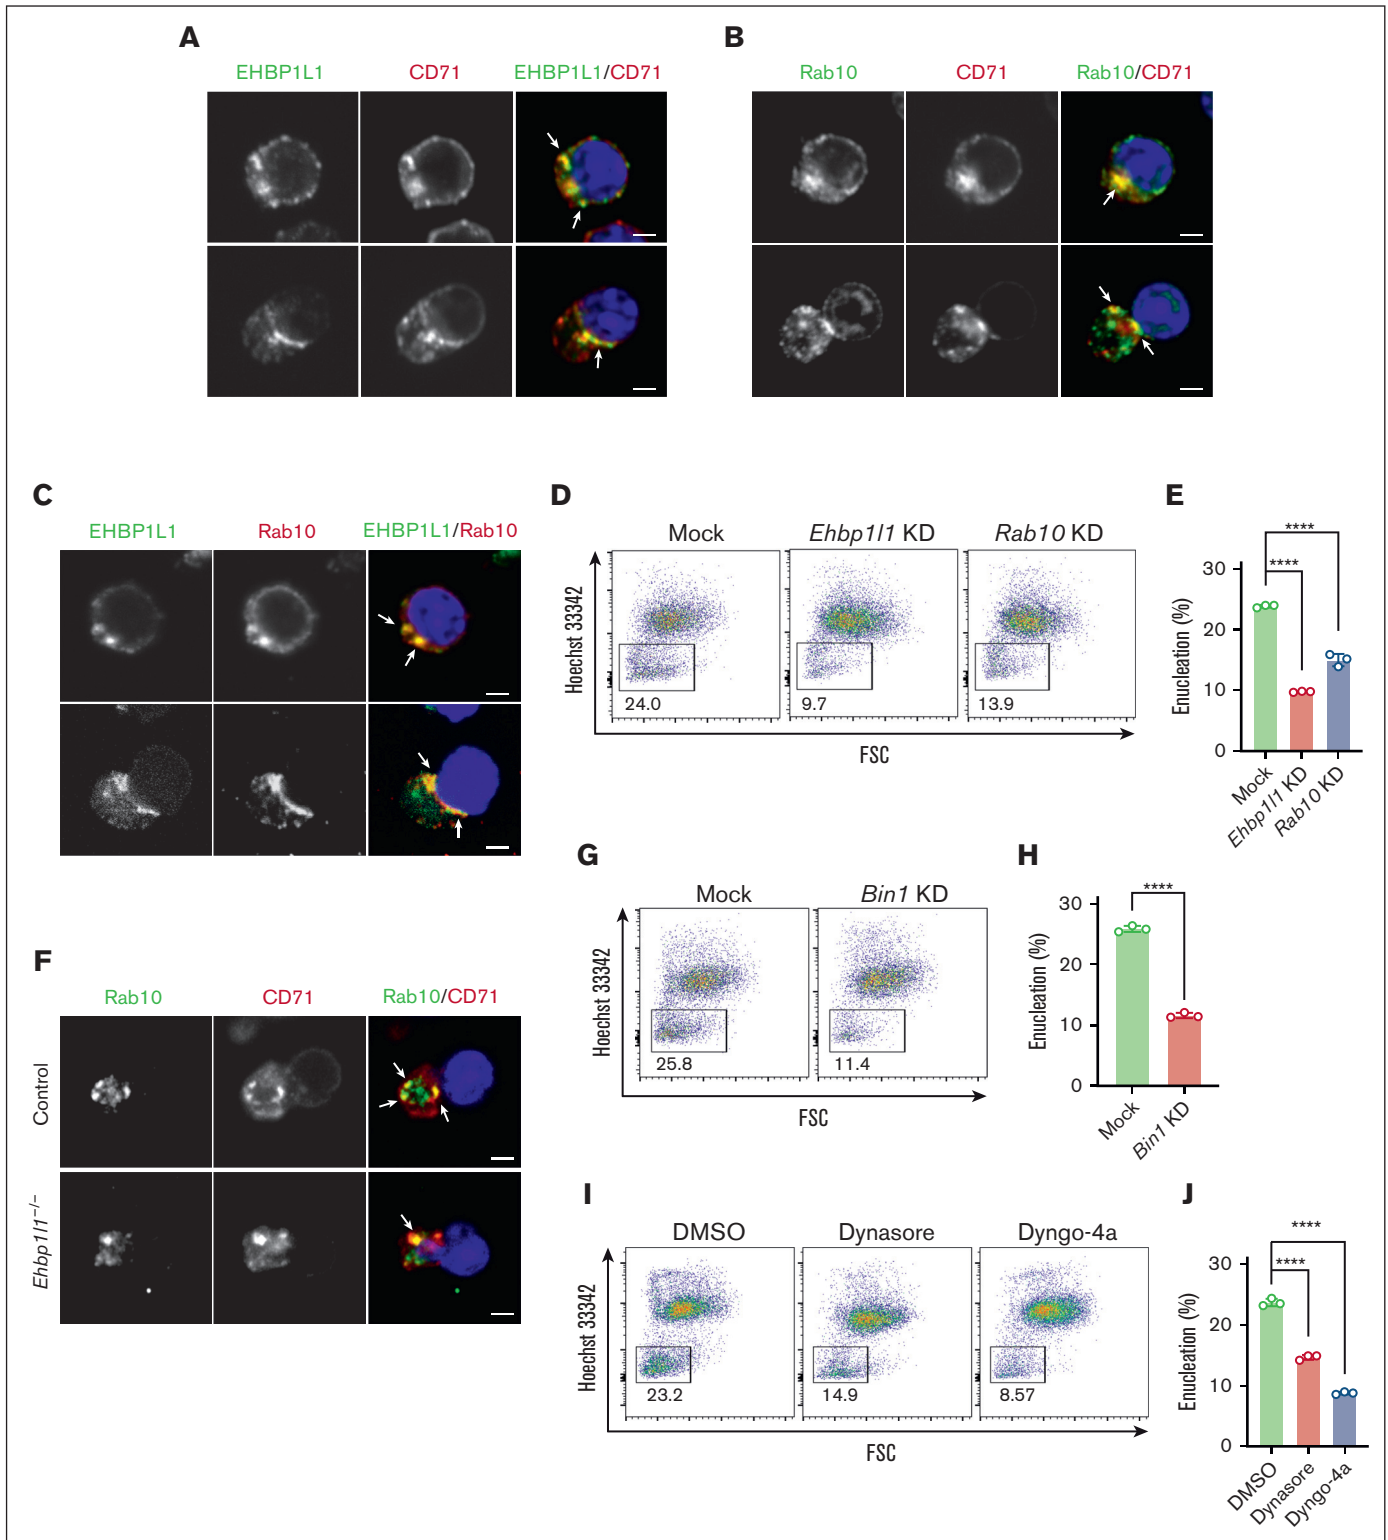 A
EHBP1L1 CD71 EHBP1L1/CD71
B
Rab10 CD71 Rab10/CD71
C
EHBP1L1 Rab10 EHBP1L1/Rab10
D
Mock Ehbp1l1 KD Rab10 KD
Hoechst 33342
24.0 9.7 13.9
FSC
E
****
****
Enucleation (%)
30
20
10
0
Mock
Ehbp1l1 KD
Rab10 KD
F
Rab10 CD71 Rab10/CD71
Control
Ehbp1l1−/−
G
Mock Bin1 KD
Hoechst 33342
25.8 11.4
FSC
H
****
Enucleation (%)
30
20
10
0
Mock
Bin1 KD
I
DMSO Dynasore Dyngo-4a
Hoechst 33342
23.2 14.9 8.57
FSC
J
****
****
Enucleation (%)
30
20
10
0
DMSO
Dynasore
Dyngo-4a